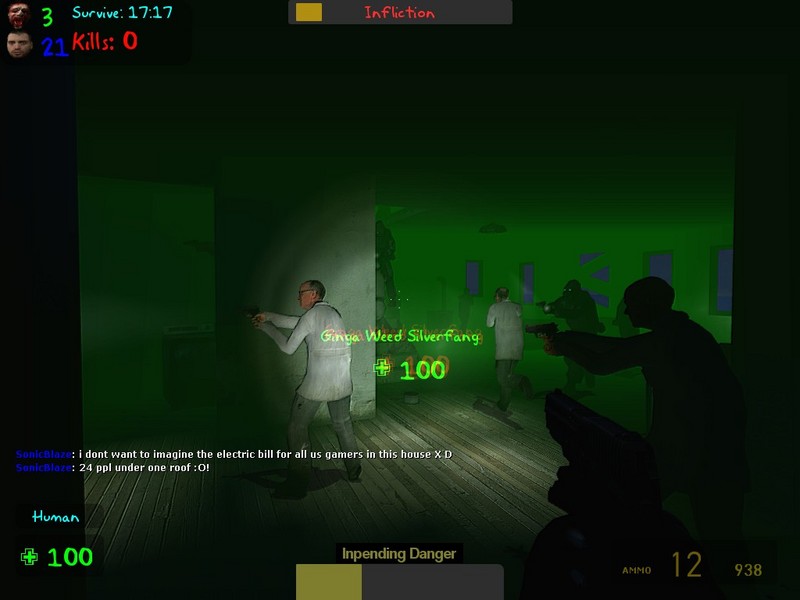 3 Survive: 17:17
21 Kills: 0
Infliction
Ginga Weed Silverfang
100
SonicBlaze: i dont want to imagine the electric bill for all us gamers in this house X D
SonicBlaze: 24 ppl under one roof :O!
Human
100
Inpending Danger
AMMO 12 938